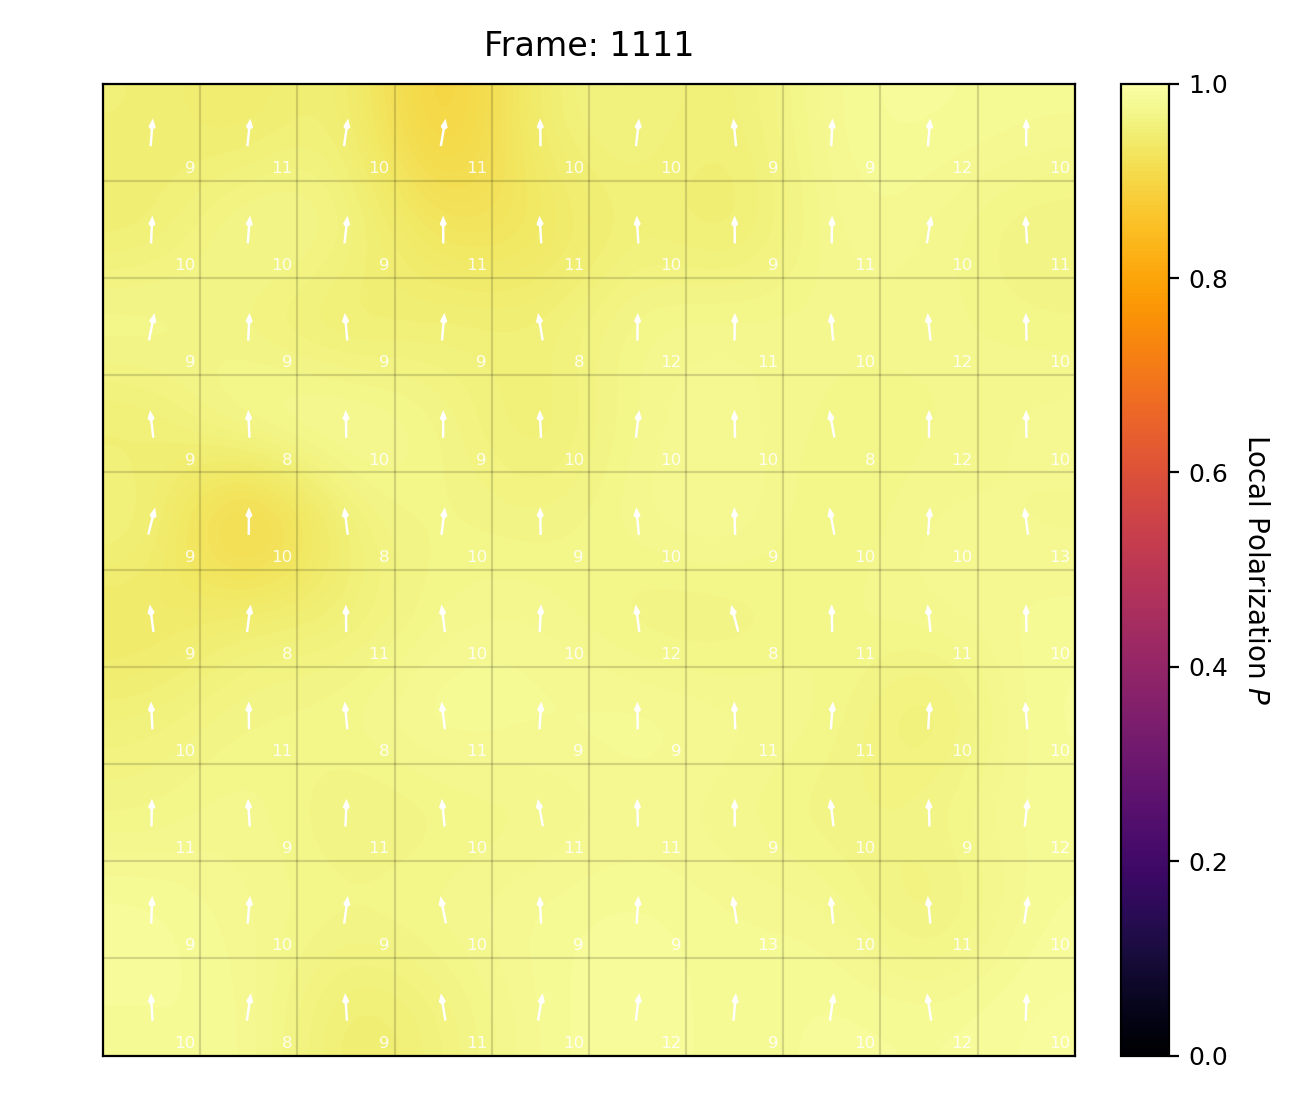 Frame: 1111
9 11 10 11 10 10 9 9 12 10
10 10 9 11 11 10 9 11 10 11
9 9 9 9 8 12 11 10 12 10
9 8 10 9 10 10 10 8 12 10
9 10 8 10 9 10 9 10 10 13
9 8 11 10 10 12 8 11 11 10
10 11 8 11 9 9 11 11 10 10
11 9 11 10 11 11 9 10 9 12
9 10 9 10 9 9 13 10 11 10
10 8 9 11 10 12 9 10 12 10
1.0
0.8
0.6
0.4
0.2
0.0
Local Polarization P